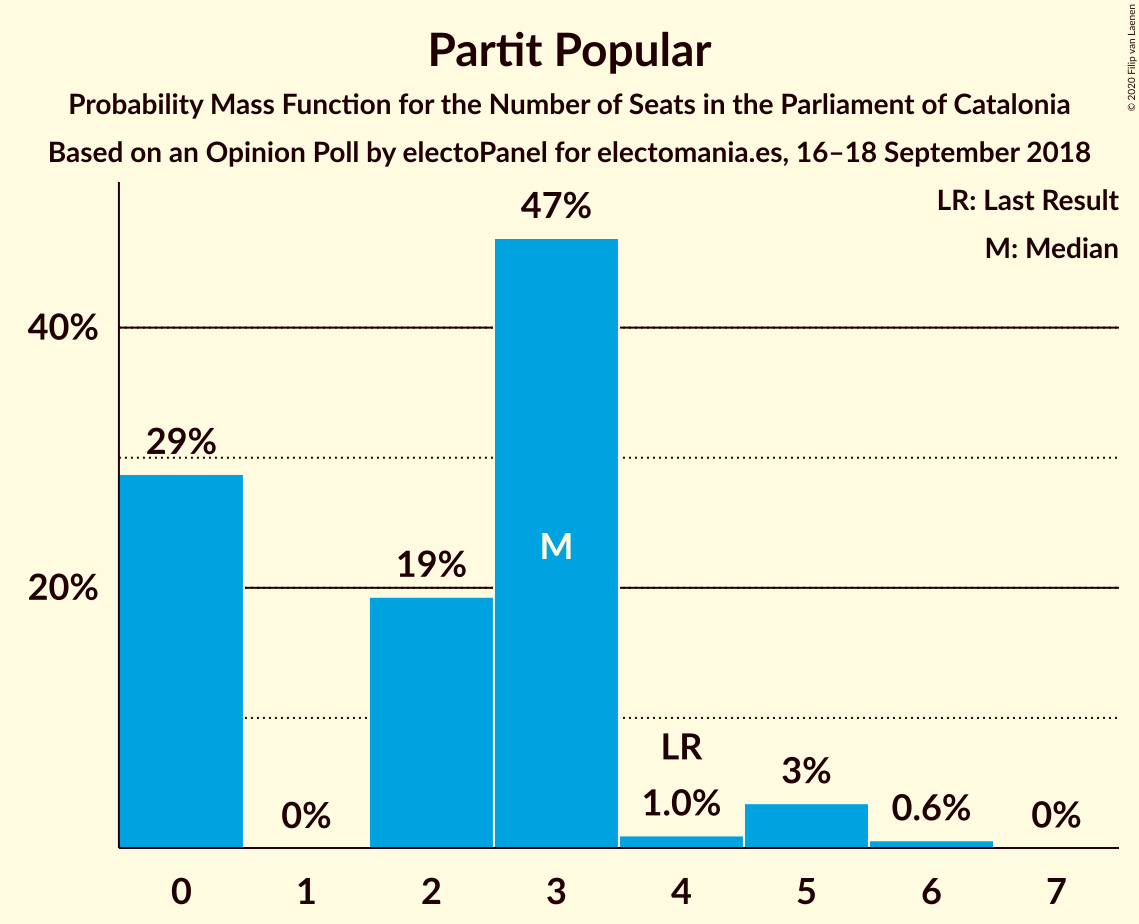 Partit Popular
Probability Mass Function for the Number of Seats in the Parliament of Catalonia
Based on an Opinion Poll by electoPanel for electomania.es, 16–18 September 2018
© 2020 Filip van Laenen
LR: Last Result
M: Median
47%
40%
29%
M
19%
20%
LR
1.0%
3%
0.6%
0%
0%
0 1 2 3 4 5 6 7